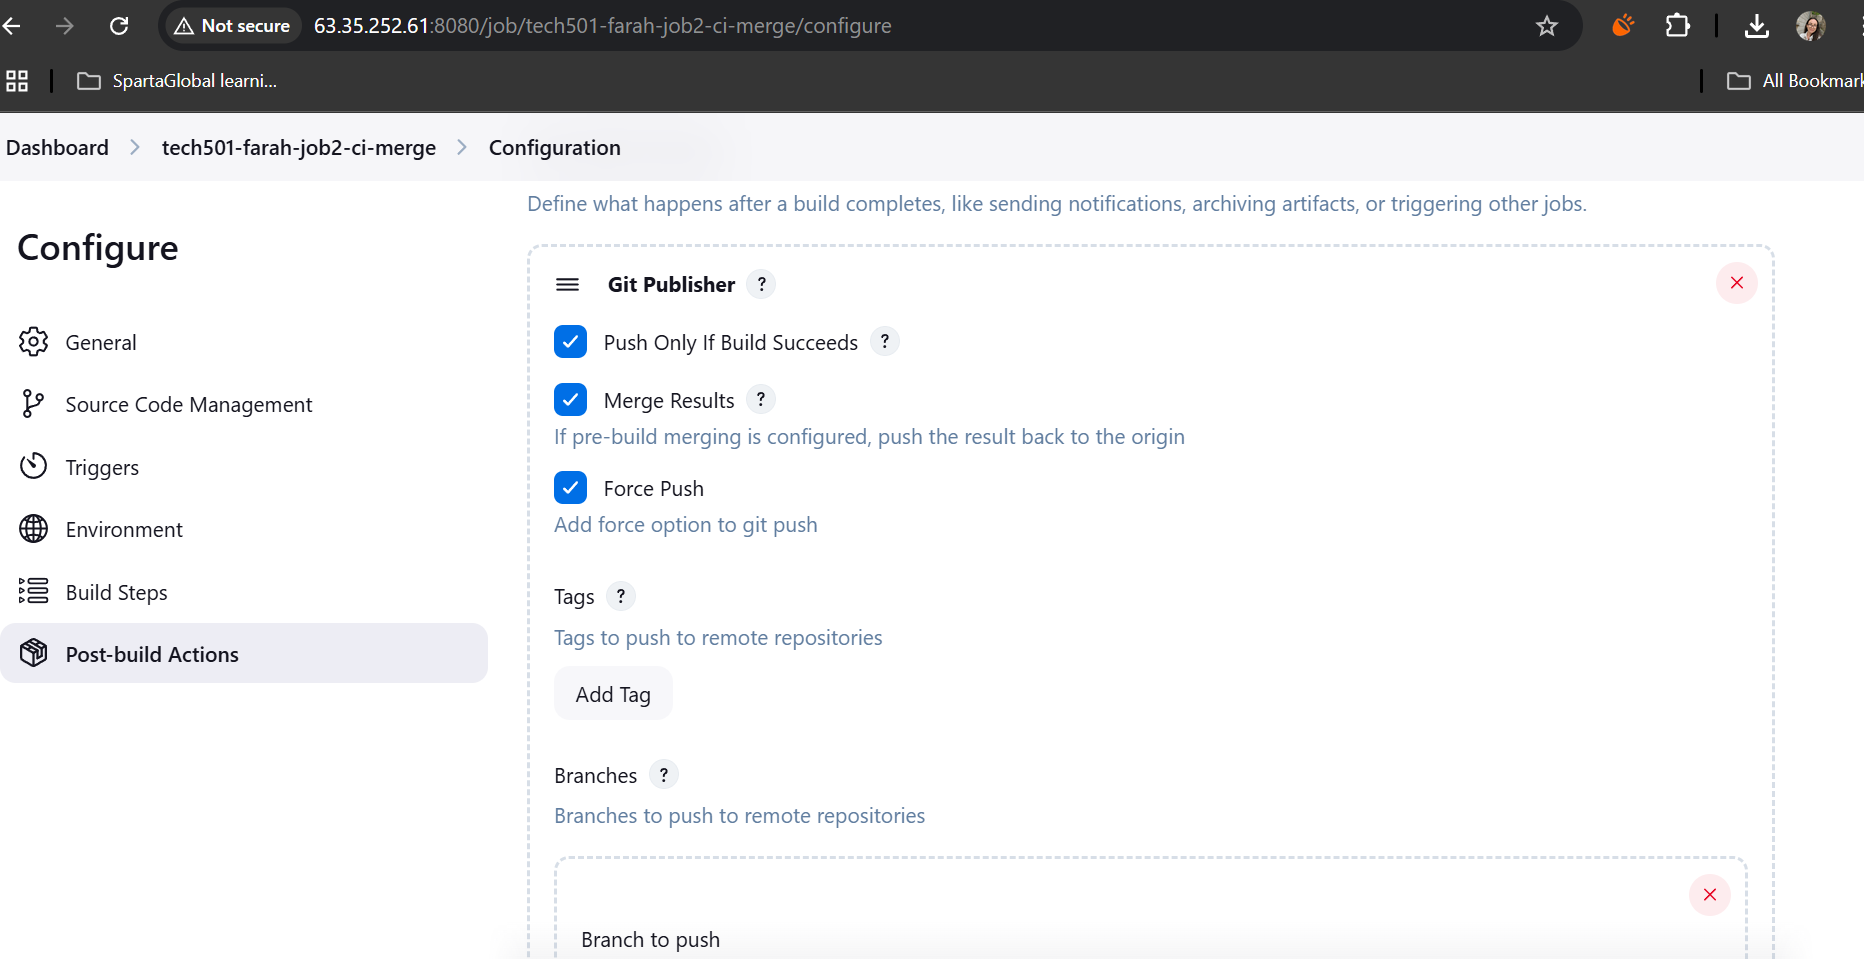 Not secure 63.35.252.61:8080/job/tech501-farah-job2-ci-merge/configure
SpartaGlobal learni...
All Bookmark
Dashboard tech501-farah-job2-ci-merge Configuration
Define what happens after a build completes, like sending notifications, archiving artifacts, or triggering other jobs.
Configure
General
Source Code Management
Triggers
Environment
Build Steps
Post-build Actions
Git Publisher ?
Push Only If Build Succeeds ?
Merge Results ?
If pre-build merging is configured, push the result back to the origin
Force Push
Add force option to git push
Tags ?
Tags to push to remote repositories
Add Tag
Branches ?
Branches to push to remote repositories
Branch to push